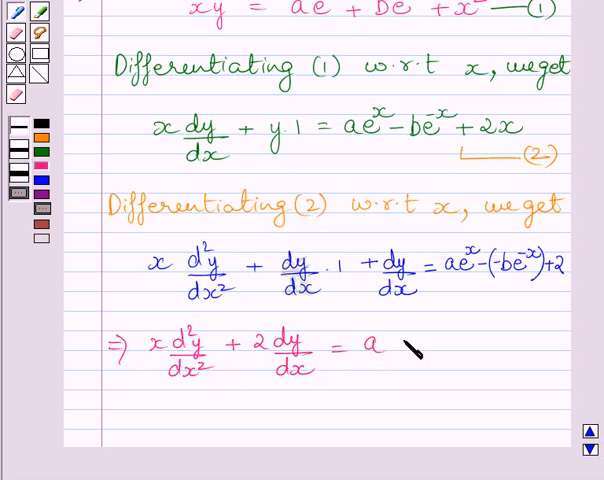 xy = ae + be + x² —(1)
Differentiating (1) w.r.t x, we get
x dy/dx + y.1 = ae^x - be^-x + 2x
(2)
Differentiating (2) w.r.t x, we get
x d²y/dx² + dy/dx .1 + dy/dx = ae^x - (-be^-x) + 2
⇒ x d²y/dx² + 2 dy/dx = a